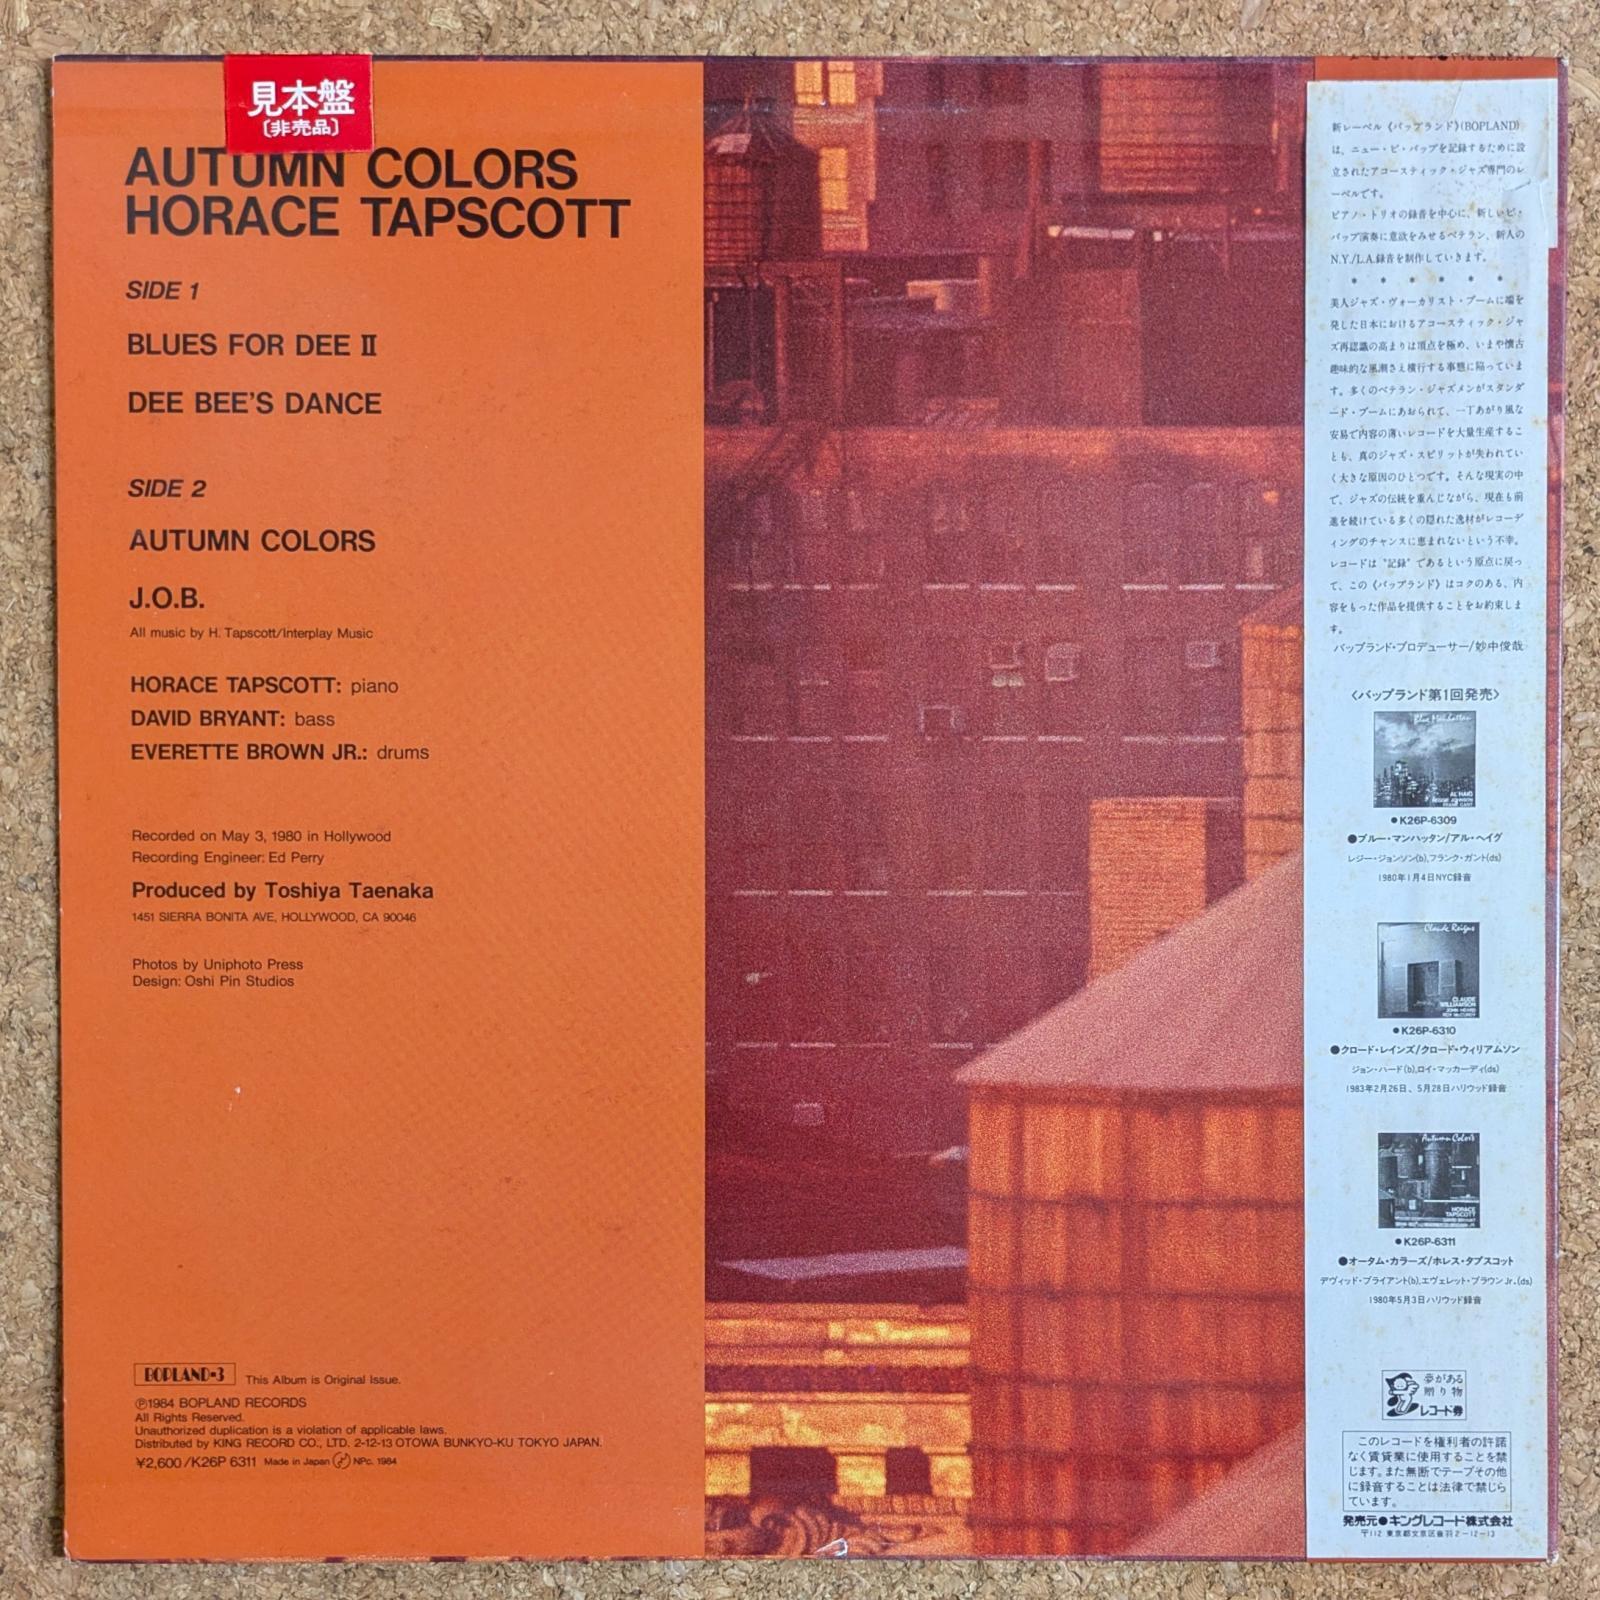 見本盤
〔非売品〕
AUTUMN COLORS
HORACE TAPSCOTT
SIDE 1
BLUES FOR DEE II
DEE BEE'S DANCE
SIDE 2
AUTUMN COLORS
J.O.B.
All music by H. Tapscott/Interplay Music
HORACE TAPSCOTT: piano
DAVID BRYANT: bass
EVERETTE BROWN JR.: drums
Recorded on May 3, 1980 in Hollywood
Recording Engineer: Ed Perry
Produced by Toshiya Taenaka
1451 SIERRA BONITA AVE, HOLLYWOOD, CA 90046
Photos by Uniphoto Press
Design: Oshi Pin Studios
BOPLAND-3 This Album is Original Issue.
Ⓟ1984 BOPLAND RECORDS
All Rights Reserved.
Unauthorized duplication is a violation of applicable laws.
Distributed by KING RECORD CO., LTD. 2-12-13 OTOWA BUNKYO-KU TOKYO JAPAN.
¥2,600/K26P 6311 Made in Japan NPc. 1984
新レーベル《バップランド》(BOPLAND)
は、ニュー・ビ・バップを記録するために設
立されたアコースティック・ジャズ専門のレ
ーベルです。
ピアノ・トリオの録音を中心に、新しいビ・
バップ演奏に意欲をみせるベテラン、新人の
N.Y./L.A.録音を制作していきます。
* * * * * *
美人ジャズ・ヴォーカリスト・ブームに端を
発した日本におけるアコースティック・ジャ
ズ再認識の高まりは頂点を極め、いまや懐古
趣味的な風潮さえ横行する事態に陥っていま
す。多くのベテラン・ジャズメンがスタンダ
ード・ブームにあおられて、一丁あがり風な
安易で内容の薄いレコードを大量生産するこ
とも、真のジャズ・スピリットが失われてい
く大きな原因のひとつです。そんな現実の中
で、ジャズの伝統を重んじながら、現在も前
進を続けている多くの隠れた逸材がレコーデ
ィングのチャンスに恵まれないという不幸。
レコードは"記録"であるという原点に戻っ
て、この《バップランド》はコクのある、内
容をもった作品を提供することをお約束しま
す。
バップランド・プロデューサー/妙中俊哉
〈バップランド第1回発売〉
Blue Manhattan
AL HAIG
REGGIE JOHNSON
FRANK GANT
●K26P-6309
●ブルー・マンハッタン/アル・ヘイグ
レジー・ジョンソン(b),フランク・ガント(ds)
1980年1月4日NYC録音
Claude Reigns
CLAUDE
WILLIAMSON
JOHN HEARD
ROY McCURDY
●K26P-6310
●クロード・レインズ/クロード・ウィリアムソン
ジョン・ハード(b),ロイ・マッカーディ(ds)
1983年2月26日、5月28日ハリウッド録音
Autumn Colors
HORACE
TAPSCOTT
DAVID BRYANT
●K26P-6311
●オータム・カラーズ/ホレス・タプスコット
デヴィッド・ブライアント(b),エヴェレット・ブラウンJr.(ds)
1980年5月3日ハリウッド録音
夢がある
贈り物
レコード券
このレコードを権利者の許諾
なく賃貸業に使用することを禁
じます。また無断でテープその他
に録音することは法律で禁じら
ています。
発売元●キングレコード株式会社
〒112 東京都文京区音羽2-12-13